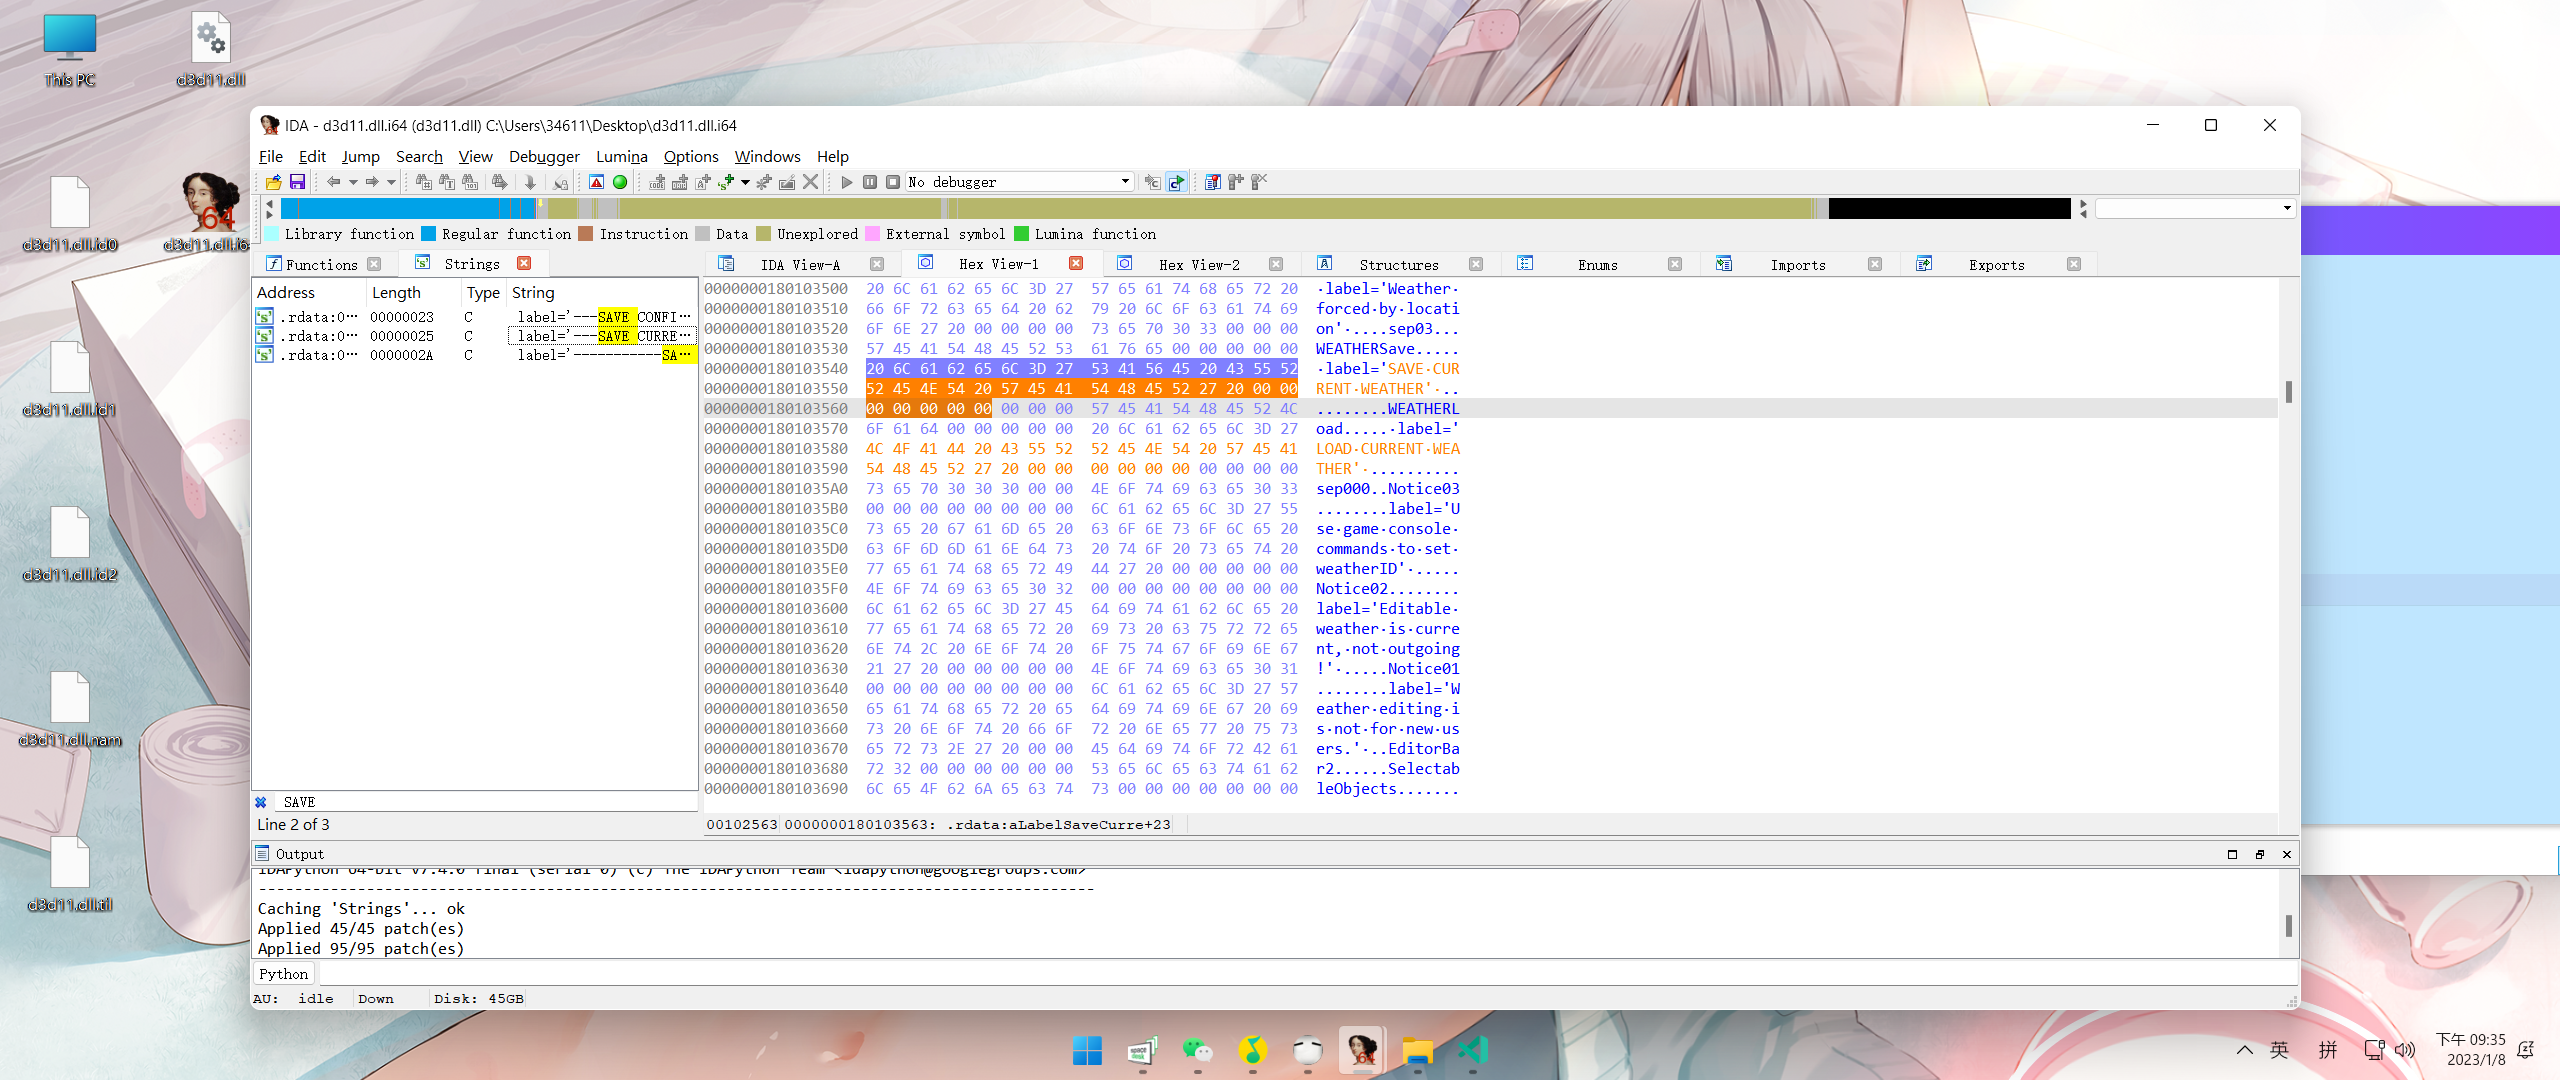 This PC
d3d11.dll
d3d11.dll.id0
d3d11.dll.i64
d3d11.dll.id1
d3d11.dll.id2
d3d11.dll.nam
d3d11.dll.til
IDA - d3d11.dll.i64 (d3d11.dll) C:\Users\34611\Desktop\d3d11.dll.i64
File Edit Jump Search View Debugger Lumina Options Windows Help
No debugger
Library function Regular function Instruction Data Unexplored External symbol Lumina function
Functions Strings IDA View-A Hex View-1 Hex View-2 Structures Enums Imports Exports
Address Length Type String
.rdata:0… 00000023 C label='---SAVE CONFI…
.rdata:0… 00000025 C label='---SAVE CURRE…
.rdata:0… 0000002A C label='-----------SA…
SAVE
Line 2 of 3
0000000180103500 20 6C 61 62 65 6C 3D 27 57 65 61 74 68 65 72 20 ·label='Weather·
0000000180103510 66 6F 72 63 65 64 20 62 79 20 6C 6F 63 61 74 69 forced·by·locati
0000000180103520 6F 6E 27 20 00 00 00 00 73 65 70 30 33 00 00 00 on'·....sep03...
0000000180103530 57 45 41 54 48 45 52 53 61 76 65 00 00 00 00 00 WEATHERSave.....
0000000180103540 20 6C 61 62 65 6C 3D 27 53 41 56 45 20 43 55 52 ·label='SAVE·CUR
0000000180103550 52 45 4E 54 20 57 45 41 54 48 45 52 27 20 00 00 RENT·WEATHER'·..
0000000180103560 00 00 00 00 00 00 00 00 57 45 41 54 48 45 52 4C ........WEATHERL
0000000180103570 6F 61 64 00 00 00 00 00 20 6C 61 62 65 6C 3D 27 oad.....·label='
0000000180103580 4C 4F 41 44 20 43 55 52 52 45 4E 54 20 57 45 41 LOAD·CURRENT·WEA
0000000180103590 54 48 45 52 27 20 00 00 00 00 00 00 00 00 00 00 THER'·..........
00000001801035A0 73 65 70 30 30 30 00 00 4E 6F 74 69 63 65 30 33 sep000..Notice03
00000001801035B0 00 00 00 00 00 00 00 00 6C 61 62 65 6C 3D 27 55 ........label='U
00000001801035C0 73 65 20 67 61 6D 65 20 63 6F 6E 73 6F 6C 65 20 se·game·console·
00000001801035D0 63 6F 6D 6D 61 6E 64 73 20 74 6F 20 73 65 74 20 commands·to·set·
00000001801035E0 77 65 61 74 68 65 72 49 44 27 20 00 00 00 00 00 weatherID'·.....
00000001801035F0 4E 6F 74 69 63 65 30 32 00 00 00 00 00 00 00 00 Notice02........
0000000180103600 6C 61 62 65 6C 3D 27 45 64 69 74 61 62 6C 65 20 label='Editable·
0000000180103610 77 65 61 74 68 65 72 20 69 73 20 63 75 72 72 65 weather·is·curre
0000000180103620 6E 74 2C 20 6E 6F 74 20 6F 75 74 67 6F 69 6E 67 nt,·not·outgoing
0000000180103630 21 27 20 00 00 00 00 00 4E 6F 74 69 63 65 30 31 !'·.....Notice01
0000000180103640 00 00 00 00 00 00 00 00 6C 61 62 65 6C 3D 27 57 ........label='W
0000000180103650 65 61 74 68 65 72 20 65 64 69 74 69 6E 67 20 69 eather·editing·i
0000000180103660 73 20 6E 6F 74 20 66 6F 72 20 6E 65 77 20 75 73 s·not·for·new·us
0000000180103670 65 72 73 2E 27 20 00 00 45 64 69 74 6F 72 42 61 ers.'·..EditorBa
0000000180103680 72 32 00 00 00 00 00 00 53 65 6C 65 63 74 61 62 r2......Selectab
0000000180103690 6C 65 4F 62 6A 65 63 74 73 00 00 00 00 00 00 00 leObjects.......
00102563 0000000180103563: .rdata:aLabelSaveCurre+23
Output
IDAPython 64-bit v7.4.0 final (serial 0) (c) The IDAPython Team <idapython@googlegroups.com>
---------------------------------------------------------------------------------------------
Caching 'Strings'... ok
Applied 45/45 patch(es)
Applied 95/95 patch(es)
Python
AU: idle Down Disk: 45GB
space desk
64
英 拼
下午 09:35
2023/1/8